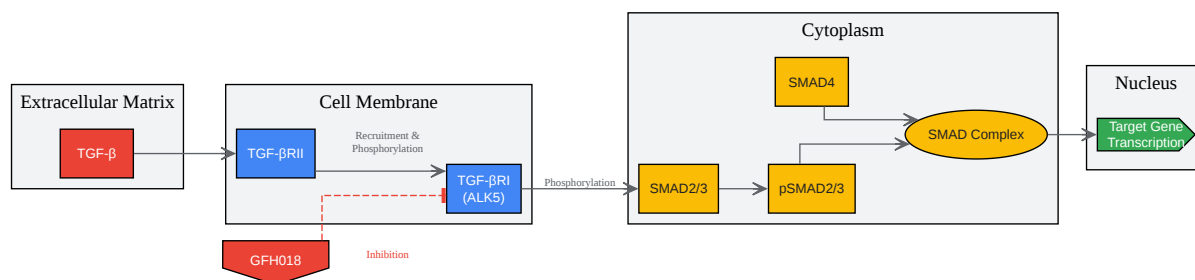 Extracellular Matrix
TGF-β
Cell Membrane
TGF-βRII
Recruitment &
Phosphorylation
TGF-βRI
(ALK5)
GFH018
Inhibition
Phosphorylation
Cytoplasm
SMAD4
SMAD2/3
pSMAD2/3
SMAD Complex
Nucleus
Target Gene
Transcription